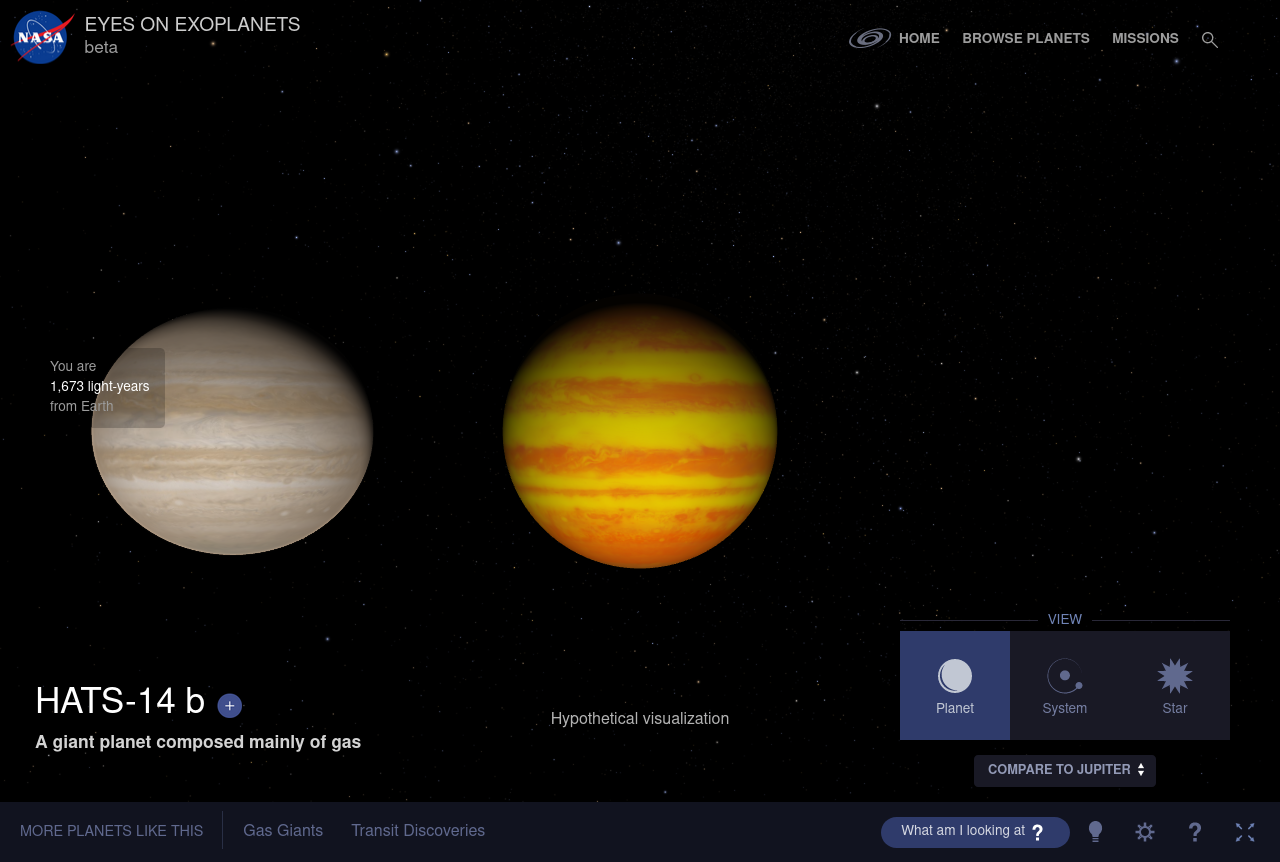 NASA
EYES ON EXOPLANETS
beta
HOME
BROWSE PLANETS
MISSIONS
You are
1,673 light-years
from Earth
VIEW
Planet
System
Star
HATS-14 b +
A giant planet composed mainly of gas
Hypothetical visualization
COMPARE TO JUPITER
MORE PLANETS LIKE THIS
Gas Giants
Transit Discoveries
What am I looking at ?
?